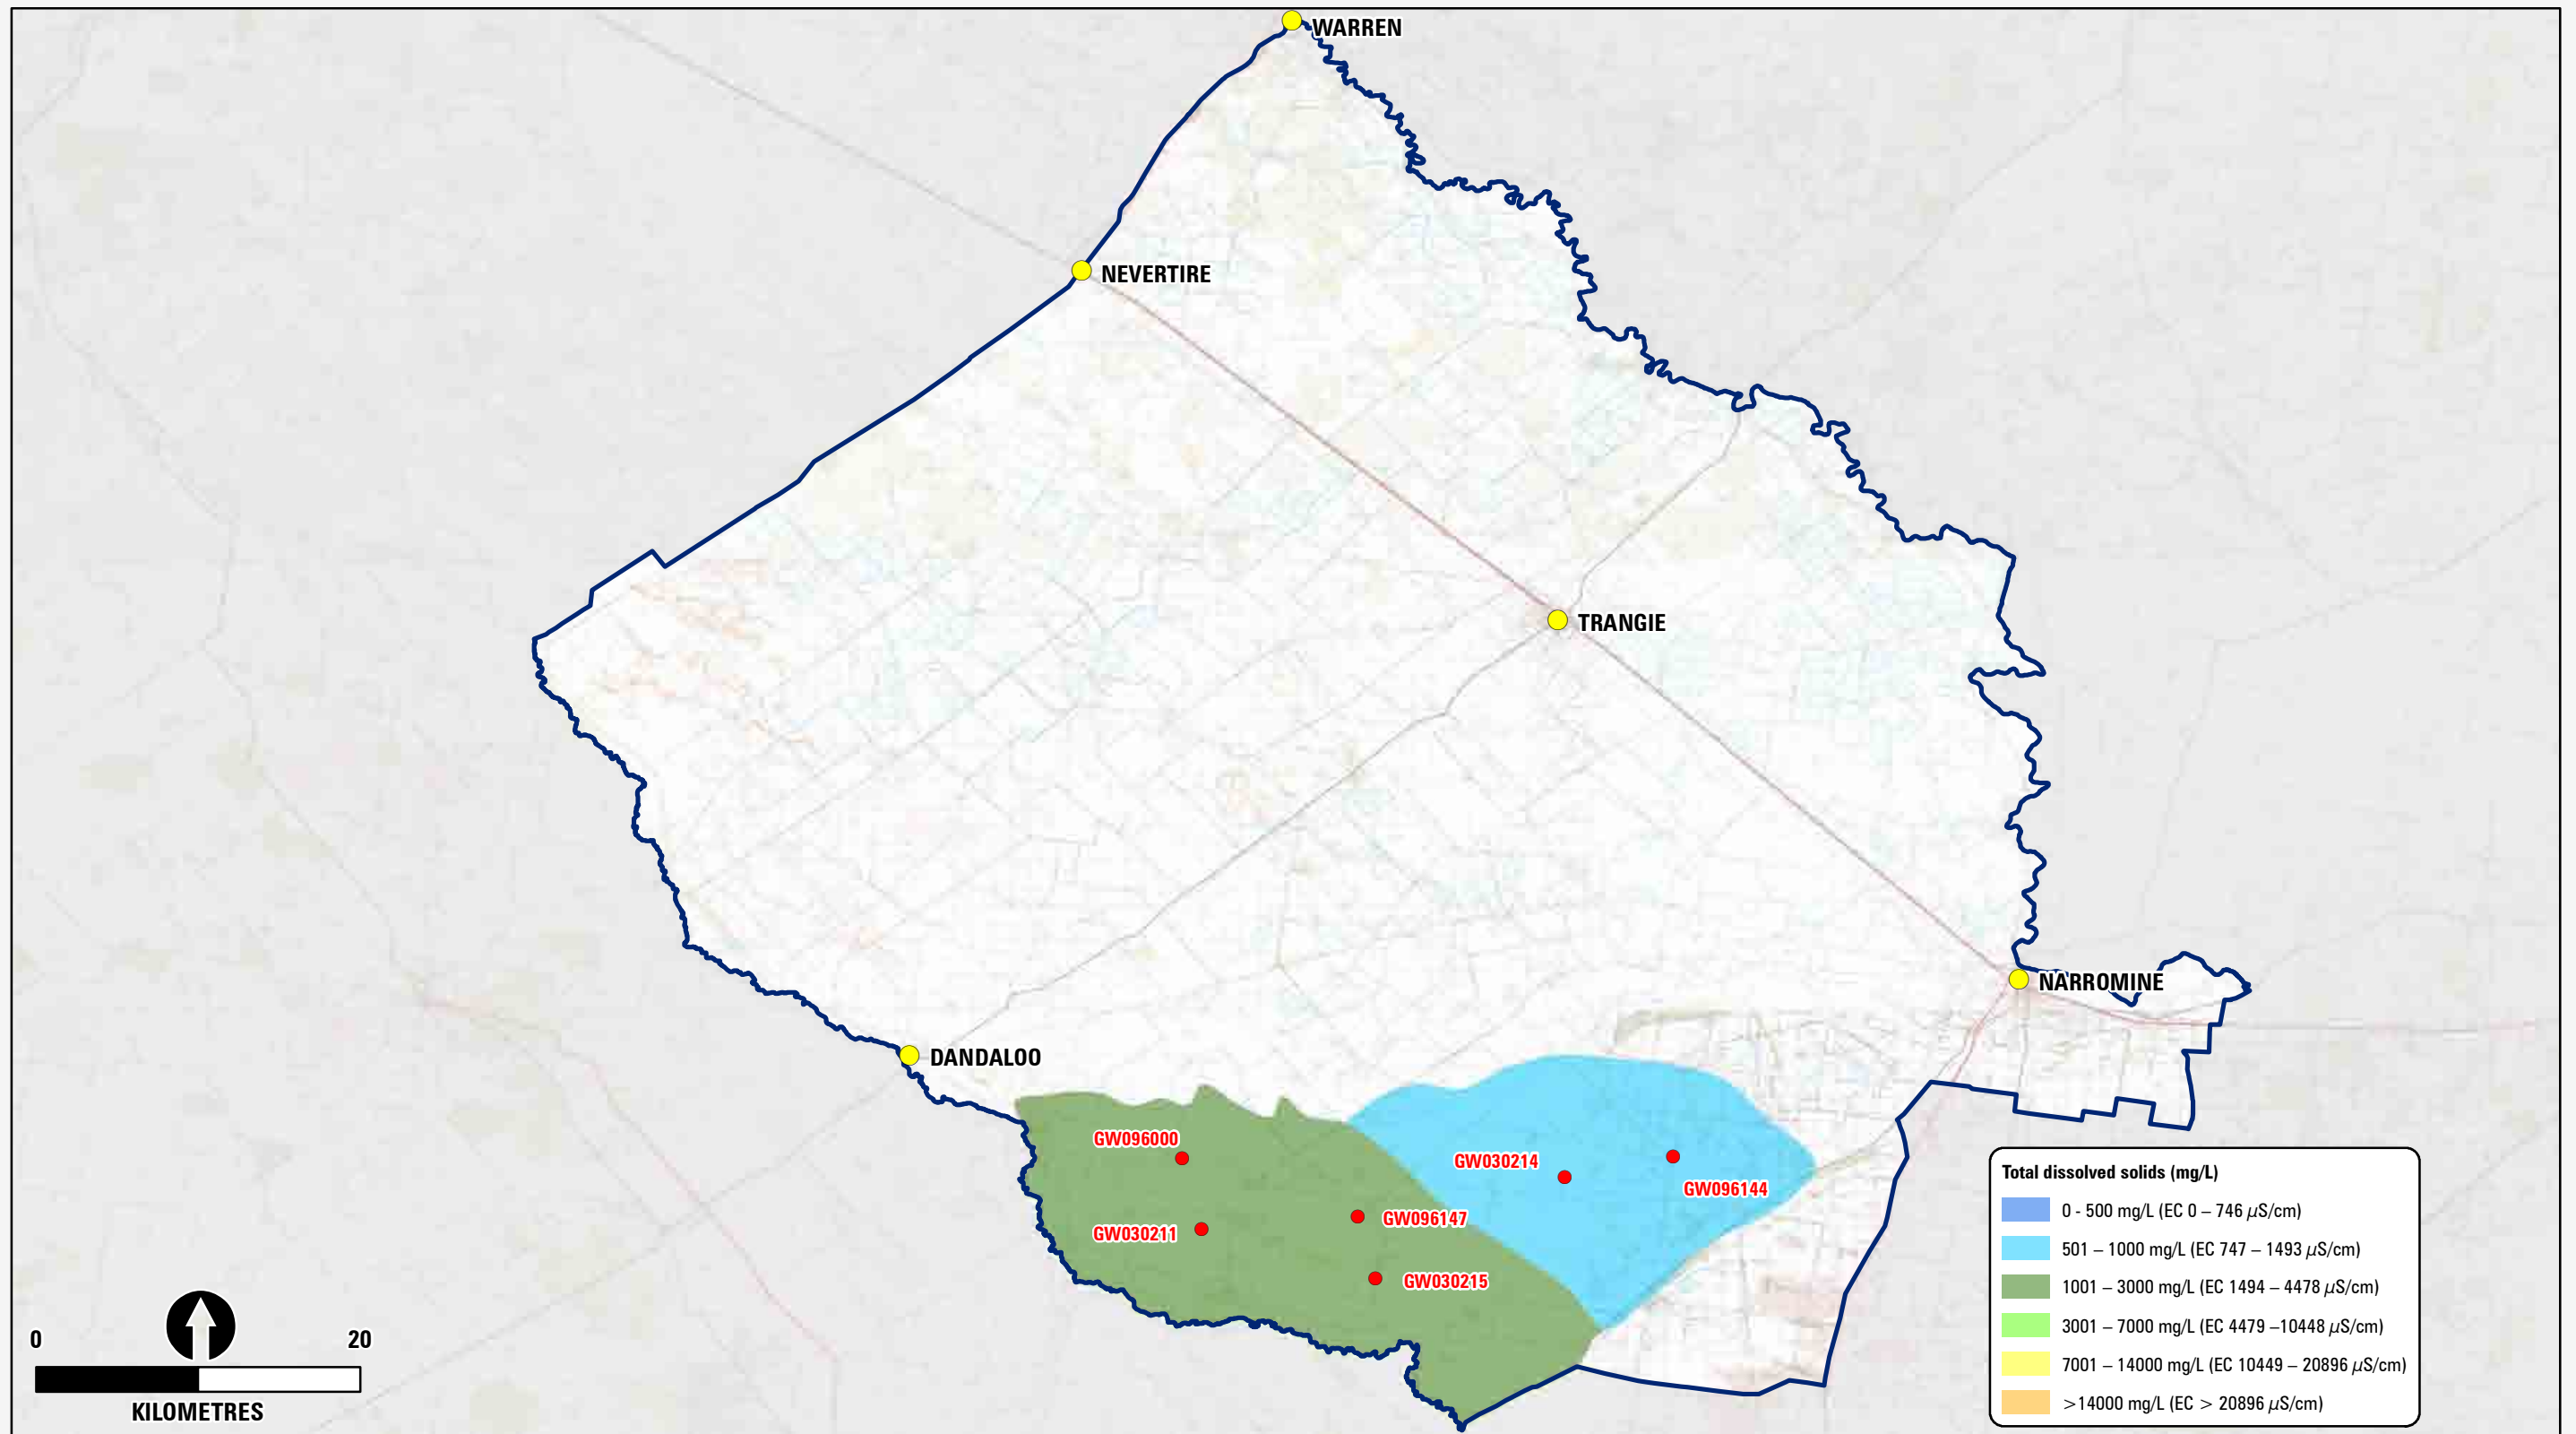 WARREN
NEVERTIRE
TRANGIE
NARROMINE
DANDALOO
GW096000
GW030214
GW096144
GW096147
GW030211
GW030215
Total dissolved solids (mg/L)
0 - 500 mg/L (EC 0 – 746 µS/cm)
501 – 1000 mg/L (EC 747 – 1493 µS/cm)
1001 – 3000 mg/L (EC 1494 – 4478 µS/cm)
3001 – 7000 mg/L (EC 4479 –10448 µS/cm)
7001 – 14000 mg/L (EC 10449 – 20896 µS/cm)
>14000 mg/L (EC > 20896 µS/cm)
0 20
KILOMETRES